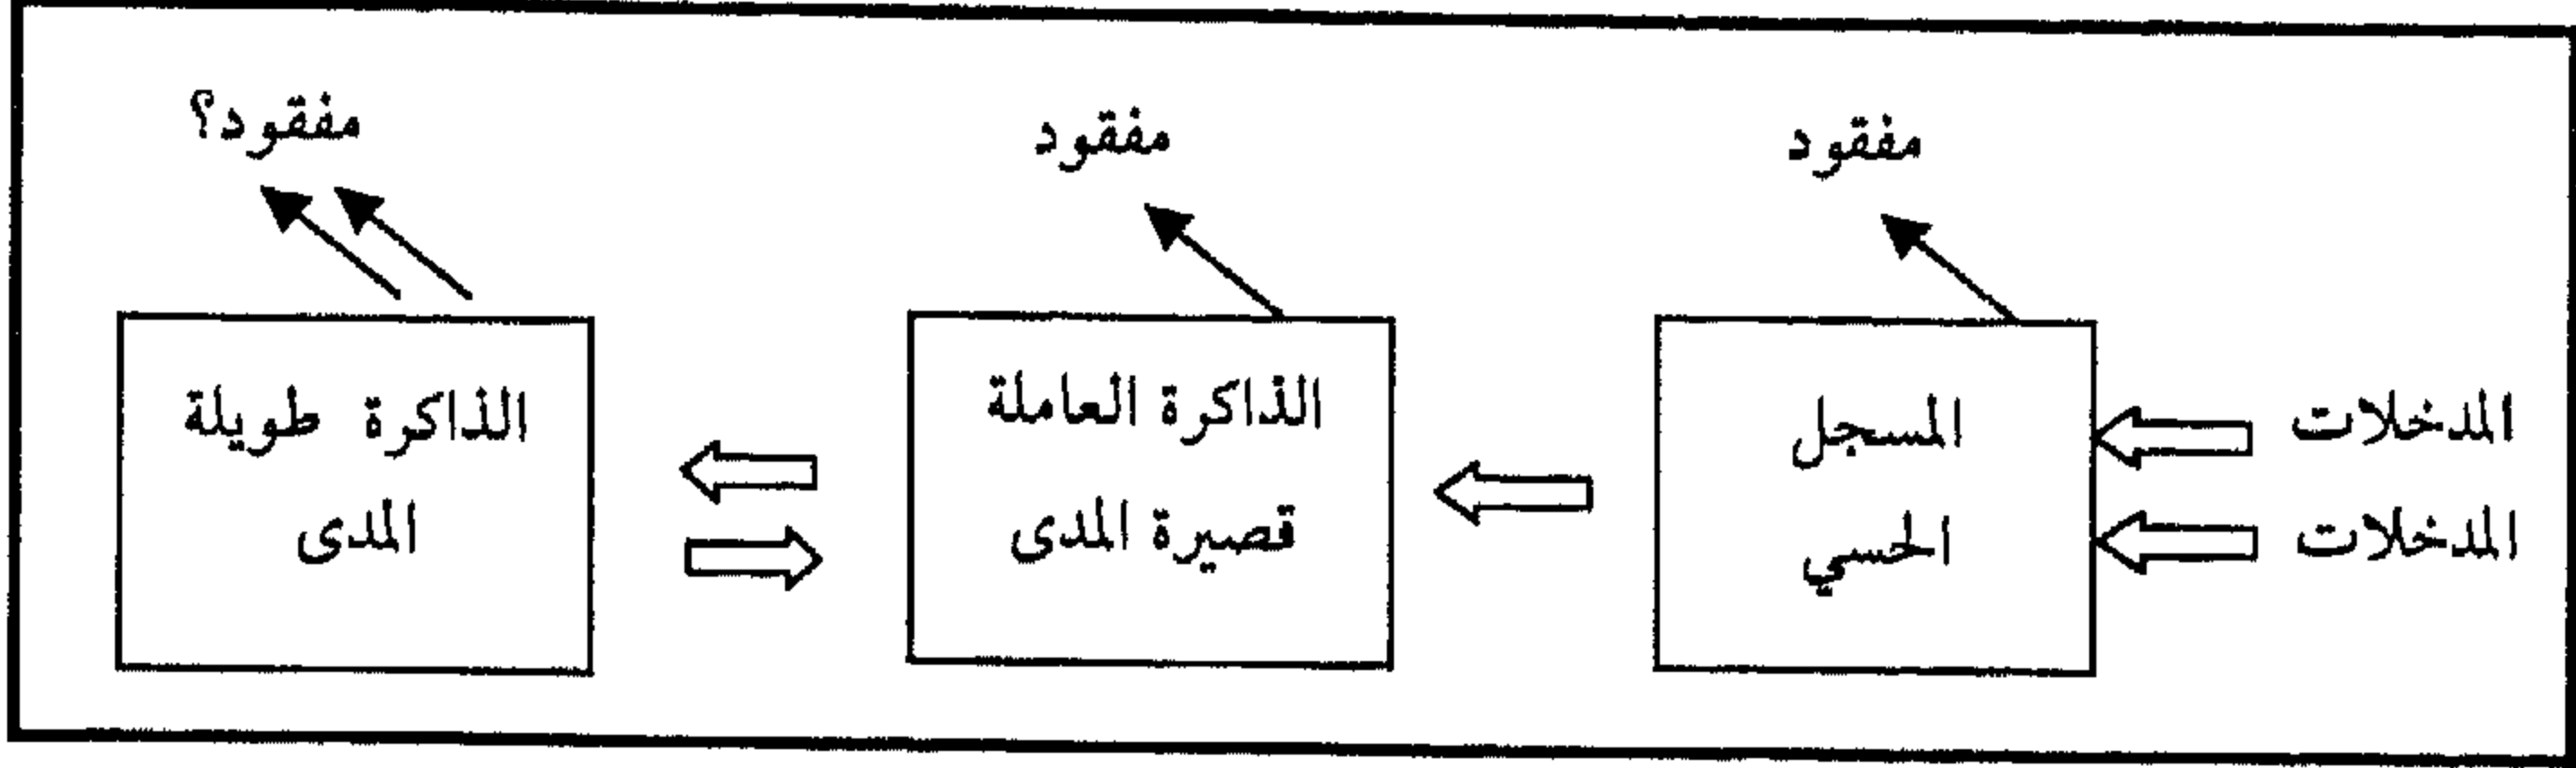 مفقود
مفقود
مفقود؟
المدخلات
المدخلات
المسجل
الحسي
الذاكرة العاملة
قصيرة المدى
الذاكرة طويلة
المدى